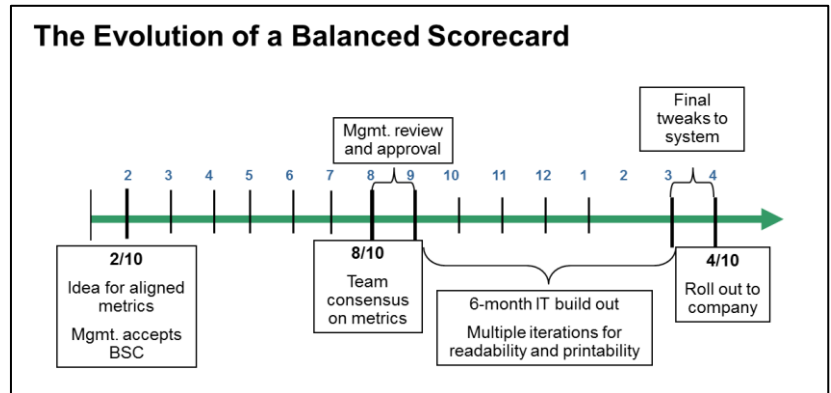 The Evolution of a Balanced Scorecard
Final
tweaks to
system
Mgmt. review
and approval
2 3 4 5 6 7 8 9 10 11 12 1 2 3 4
2/10
Idea for aligned
metrics
Mgmt. accepts
BSC
8/10
Team
consensus
on metrics
6-month IT build out
Multiple iterations for
readability and printability
4/10
Roll out to
company